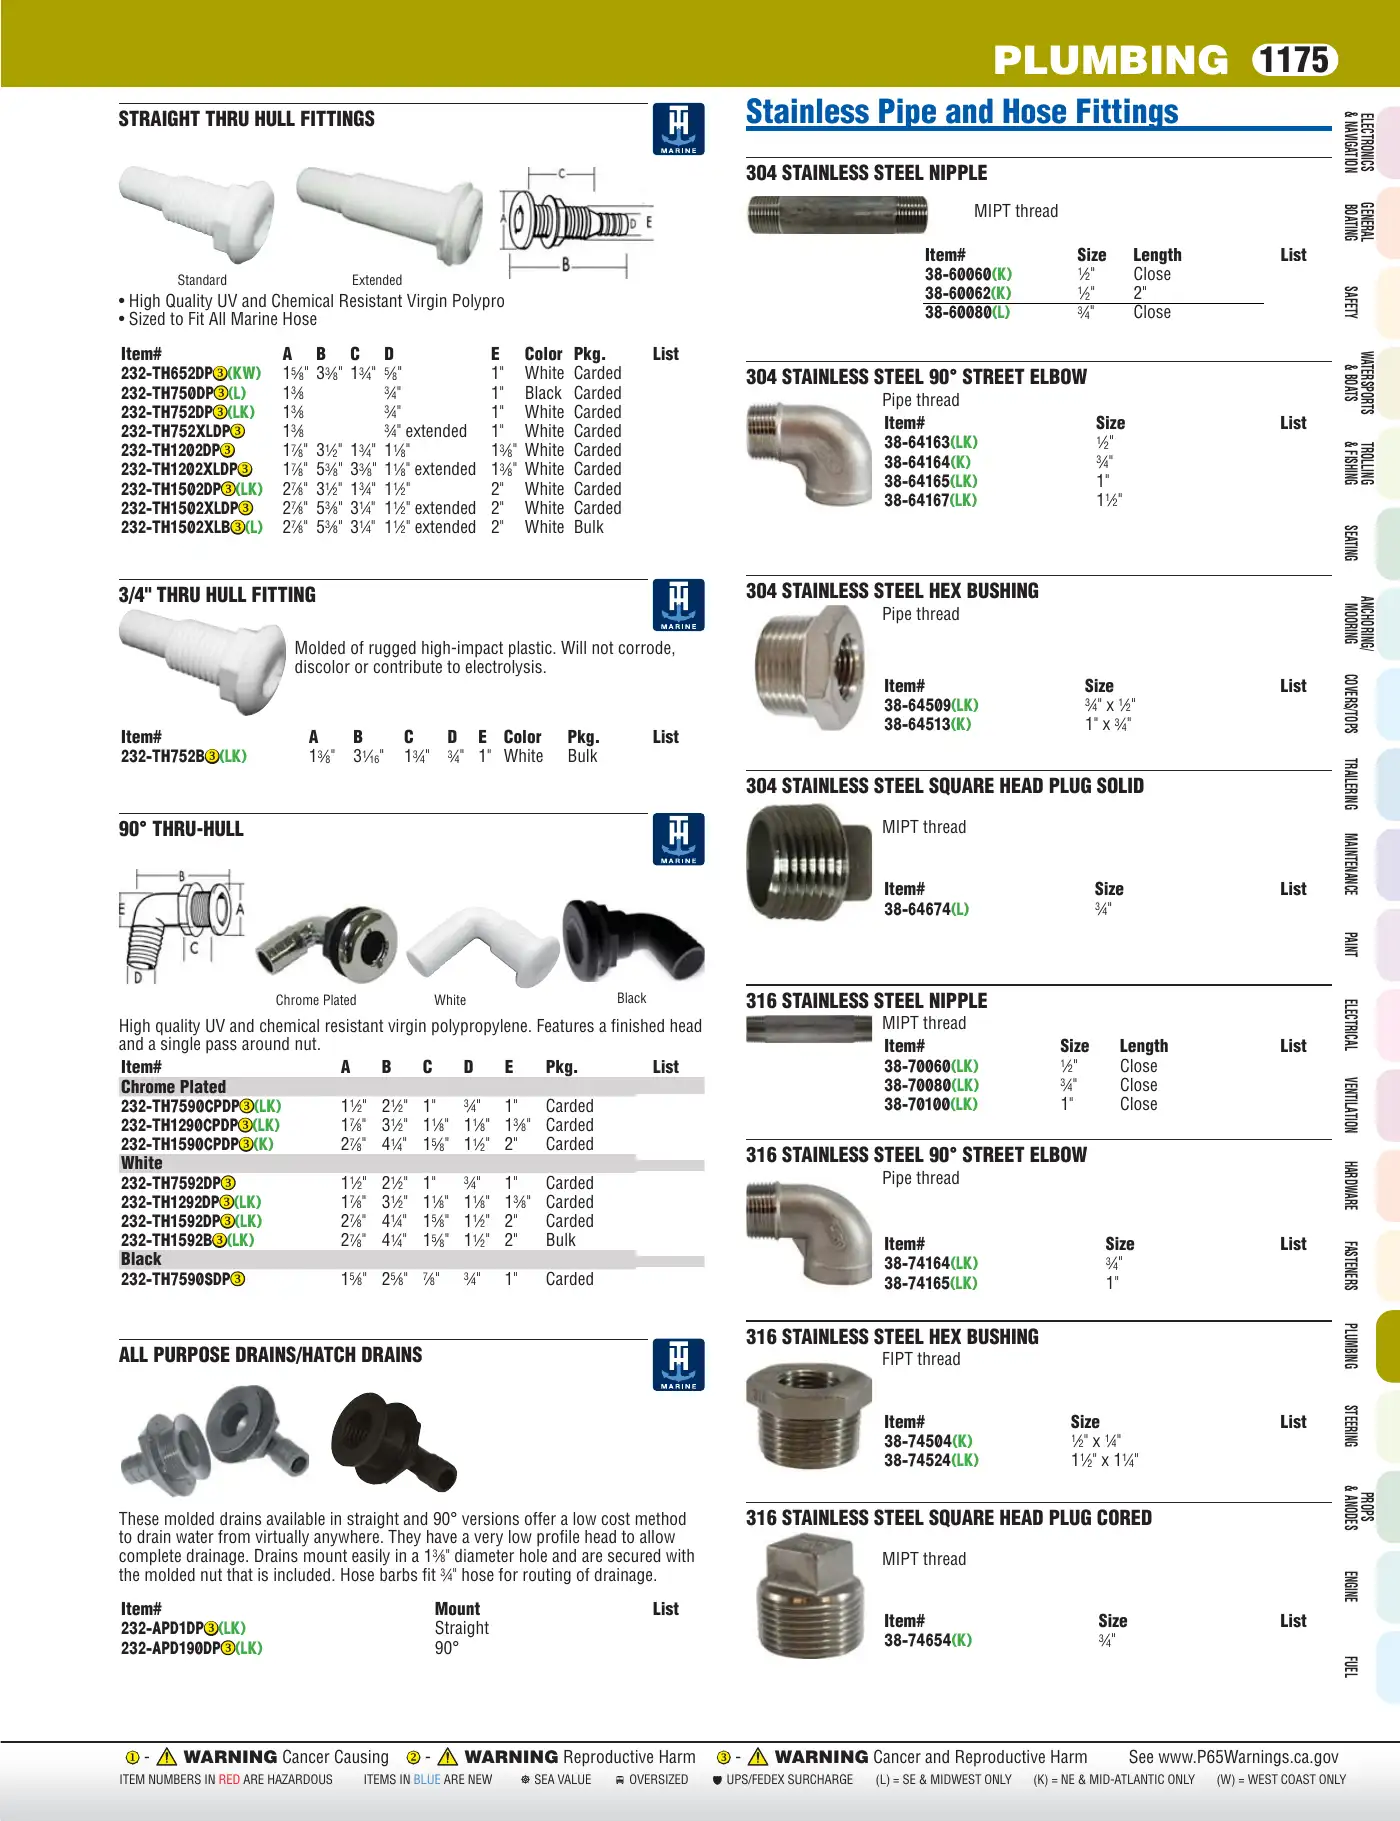 PLUMBING 1175
STRAIGHT THRU HULL FITTINGS
TH
MARINE
C
A
D
E
B
Standard Extended
• High Quality UV and Chemical Resistant Virgin Polypro
• Sized to Fit All Marine Hose
Item# A B C D E Color Pkg. List
232-TH652DP③(KW) 1⅝" 3⅜" 1¾" ⅝" 1" White Carded
232-TH750DP③(L) 1⅜ ¾" 1" Black Carded
232-TH752DP③(LK) 1⅜ ¾" 1" White Carded
232-TH752XLDP③ 1⅜ ¾" extended 1" White Carded
232-TH1202DP③ 1⅞" 3½" 1¾" 1⅛" 1⅜" White Carded
232-TH1202XLDP③ 1⅞" 5⅜" 3⅜" 1⅛" extended 1⅜" White Carded
232-TH1502DP③(LK) 2⅞" 3½" 1¾" 1½" 2" White Carded
232-TH1502XLDP③ 2⅞" 5⅜" 3¼" 1½" extended 2" White Carded
232-TH1502XLB③(L) 2⅞" 5⅜" 3¼" 1½" extended 2" White Bulk
3/4" THRU HULL FITTING
TH
MARINE
Molded of rugged high-impact plastic. Will not corrode,
discolor or contribute to electrolysis.
Item# A B C D E Color Pkg. List
232-TH752B③(LK) 1⅜" 3¹⁄₁₆" 1¾" ¾" 1" White Bulk
90° THRU-HULL
TH
MARINE
B
E
A
C
D
Chrome Plated White Black
High quality UV and chemical resistant virgin polypropylene. Features a finished head
and a single pass around nut.
Item# A B C D E Pkg. List
Chrome Plated
232-TH7590CPDP③(LK) 1½" 2½" 1" ¾" 1" Carded
232-TH1290CPDP③(LK) 1⅞" 3½" 1⅛" 1⅛" 1⅜" Carded
232-TH1590CPDP③(K) 2⅞" 4¼" 1⅝" 1½" 2" Carded
White
232-TH7592DP③ 1½" 2½" 1" ¾" 1" Carded
232-TH1292DP③(LK) 1⅞" 3½" 1⅛" 1⅛" 1⅜" Carded
232-TH1592DP③(LK) 2⅞" 4¼" 1⅝" 1½" 2" Carded
232-TH1592B③(LK) 2⅞" 4¼" 1⅝" 1½" 2" Bulk
Black
232-TH7590SDP③ 1⅝" 2⅝" ⅞" ¾" 1" Carded
ALL PURPOSE DRAINS/HATCH DRAINS
TH
MARINE
These molded drains available in straight and 90° versions offer a low cost method
to drain water from virtually anywhere. They have a very low profile head to allow
complete drainage. Drains mount easily in a 1⅜" diameter hole and are secured with
the molded nut that is included. Hose barbs fit ¾" hose for routing of drainage.
Item# Mount List
232-APD1DP③(LK) Straight
232-APD190DP③(LK) 90°
Stainless Pipe and Hose Fittings
304 STAINLESS STEEL NIPPLE
MIPT thread
Item# Size Length List
38-60060(K) ½" Close
38-60062(K) ½" 2"
38-60080(L) ¾" Close
304 STAINLESS STEEL 90° STREET ELBOW
Pipe thread
Item# Size List
38-64163(LK) ½"
38-64164(K) ¾"
38-64165(LK) 1"
38-64167(LK) 1½"
304 STAINLESS STEEL HEX BUSHING
Pipe thread
Item# Size List
38-64509(LK) ¾" x ½"
38-64513(K) 1" x ¾"
304 STAINLESS STEEL SQUARE HEAD PLUG SOLID
MIPT thread
Item# Size List
38-64674(L) ¾"
316 STAINLESS STEEL NIPPLE
MIPT thread
Item# Size Length List
38-70060(LK) ½" Close
38-70080(LK) ¾" Close
38-70100(LK) 1" Close
316 STAINLESS STEEL 90° STREET ELBOW
Pipe thread
Item# Size List
38-74164(LK) ¾"
38-74165(LK) 1"
316 STAINLESS STEEL HEX BUSHING
FIPT thread
Item# Size List
38-74504(K) ½" x ¼"
38-74524(LK) 1½" x 1¼"
316 STAINLESS STEEL SQUARE HEAD PLUG CORED
MIPT thread
Item# Size List
38-74654(K) ¾"
ELECTRONICS
& NAVIGATION
GENERAL
BOATING
SAFETY
WATERSPORTS
& BOATS
TROLLING
& FISHING
SEATING
ANCHORING/
MOORING
COVERS/TOPS
TRAILERING
MAINTENANCE
PAINT
ELECTRICAL
VENTILATION
HARDWARE
FASTENERS
PLUMBING
STEERING
PROPS
& ANODES
ENGINE
FUEL
① - ⚠ WARNING Cancer Causing ② - ⚠ WARNING Reproductive Harm ③ - ⚠ WARNING Cancer and Reproductive Harm See www.P65Warnings.ca.gov
ITEM NUMBERS IN RED ARE HAZARDOUS ITEMS IN BLUE ARE NEW SEA VALUE OVERSIZED UPS/FEDEX SURCHARGE (L) = SE & MIDWEST ONLY (K) = NE & MID-ATLANTIC ONLY (W) = WEST COAST ONLY